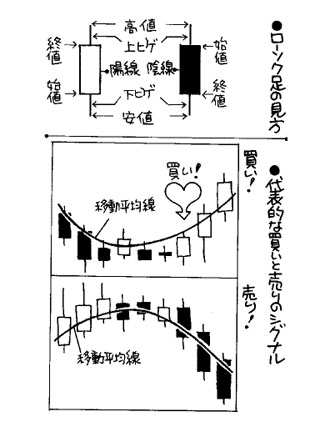 ●ローソク足の見方
高値
上ヒゲ
終値
始値
陽線
陰線
始値
終値
下ヒゲ
安値
●代表的な買いと売りのシグナル
買い!
買い!
移動平均線
売り!
移動平均線